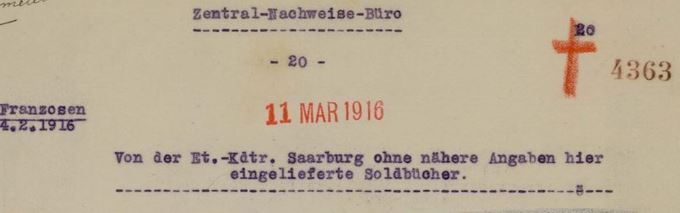 Zentral-Nachweise-Büro
- 20 -
20
4363
Franzosen
4.2.1916
11 MAR 1916
Von der Et.-Kdtr. Saarburg ohne nähere Angaben hier
eingelieferte Soldbücher.